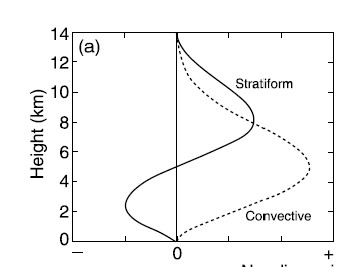 14
(a)
12
Stratiform
10
Height (km)
8
6
4
2
Convective
0
− 0 +